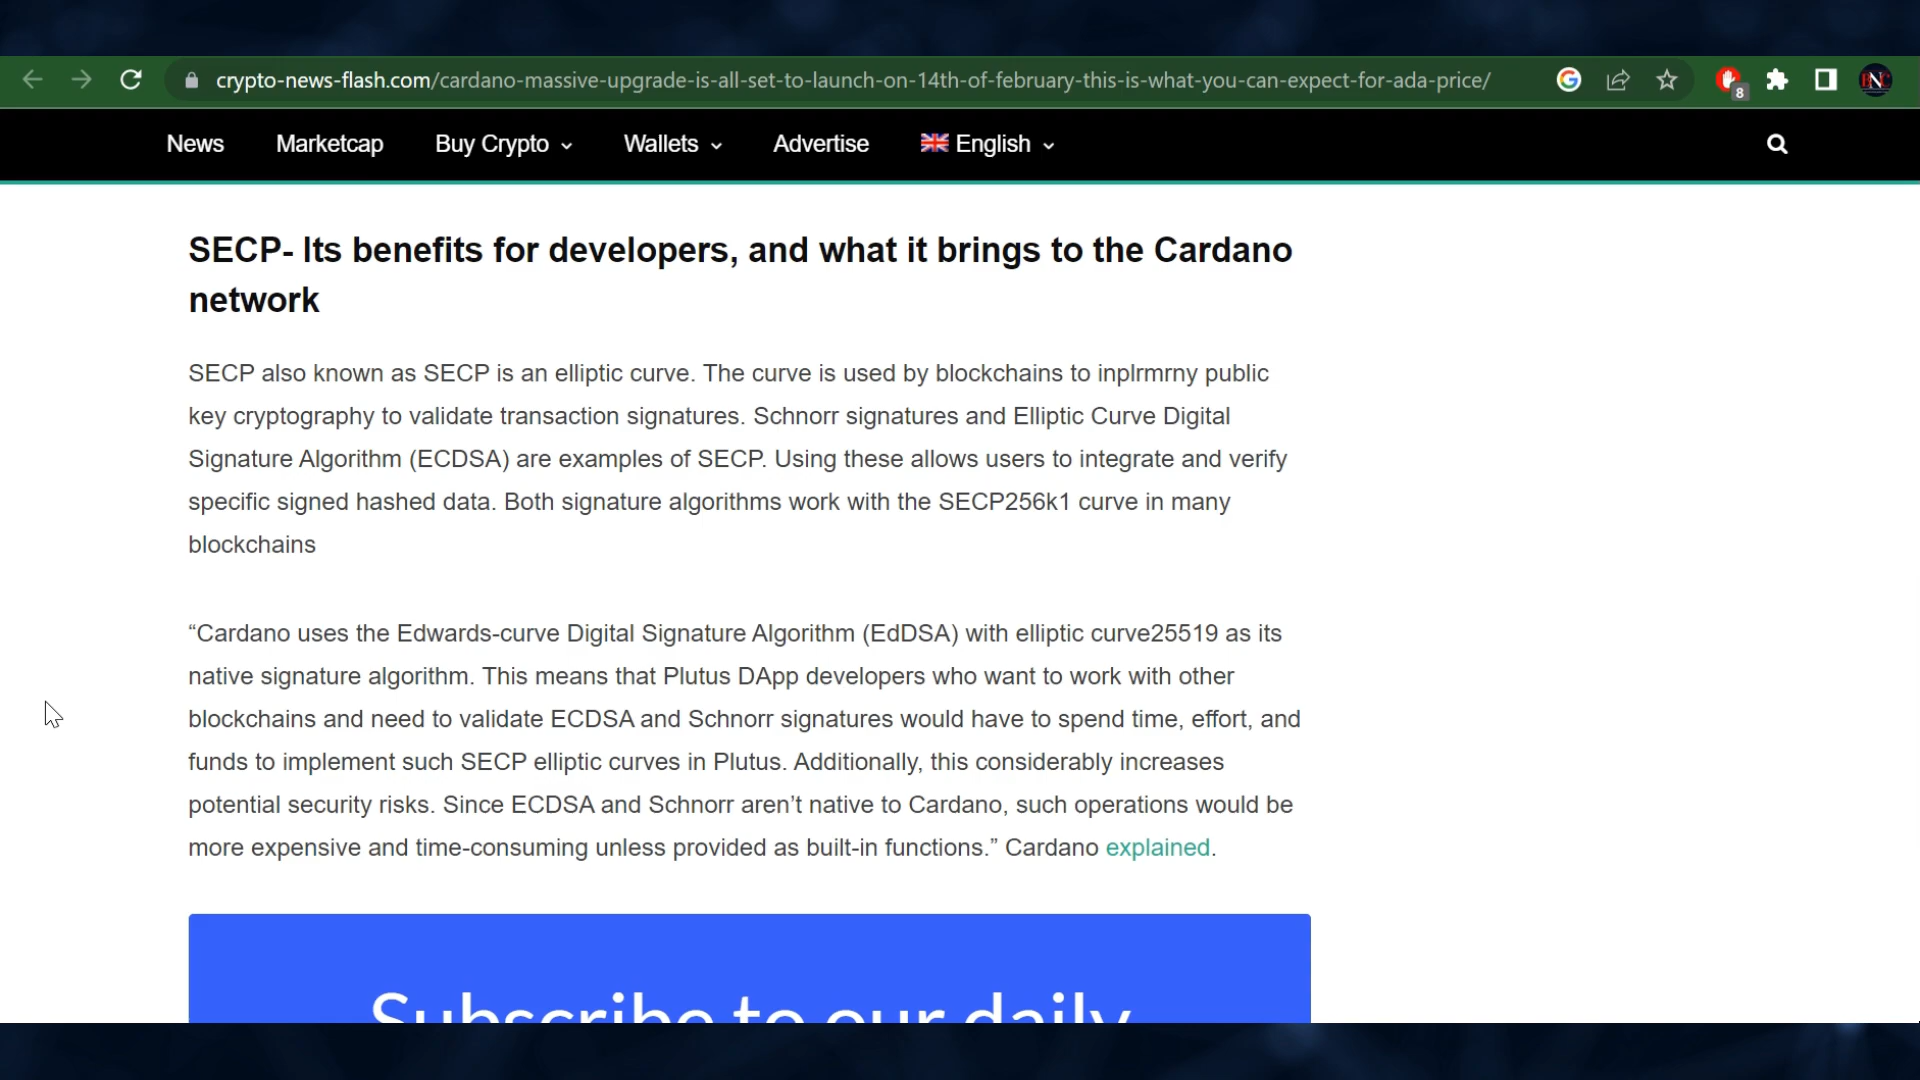 crypto-news-flash.com/cardano-massive-upgrade-is-all-set-to-launch-on-14th-of-february-this-is-what-you-can-expect-for-ada-price/
8
News Marketcap Buy Crypto Wallets Advertise English
SECP- Its benefits for developers, and what it brings to the Cardano
network
SECP also known as SECP is an elliptic curve. The curve is used by blockchains to inplrmrny public
key cryptography to validate transaction signatures. Schnorr signatures and Elliptic Curve Digital
Signature Algorithm (ECDSA) are examples of SECP. Using these allows users to integrate and verify
specific signed hashed data. Both signature algorithms work with the SECP256k1 curve in many
blockchains
“Cardano uses the Edwards-curve Digital Signature Algorithm (EdDSA) with elliptic curve25519 as its
native signature algorithm. This means that Plutus DApp developers who want to work with other
blockchains and need to validate ECDSA and Schnorr signatures would have to spend time, effort, and
funds to implement such SECP elliptic curves in Plutus. Additionally, this considerably increases
potential security risks. Since ECDSA and Schnorr aren’t native to Cardano, such operations would be
more expensive and time-consuming unless provided as built-in functions.” Cardano explained.
Subscribe to our daily